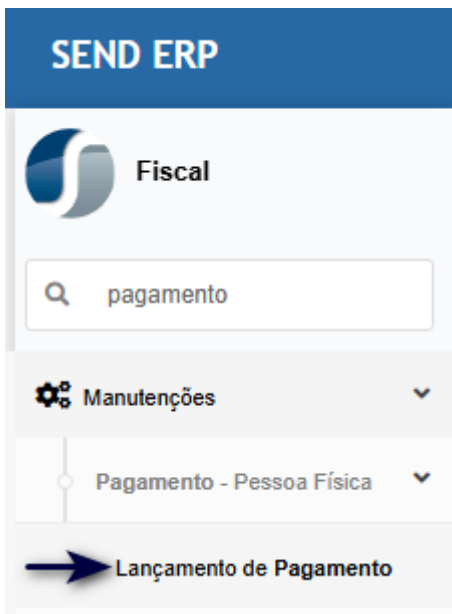 SEND ERP
Fiscal
pagamento
Manutenções
Pagamento - Pessoa Física
Lançamento de Pagamento